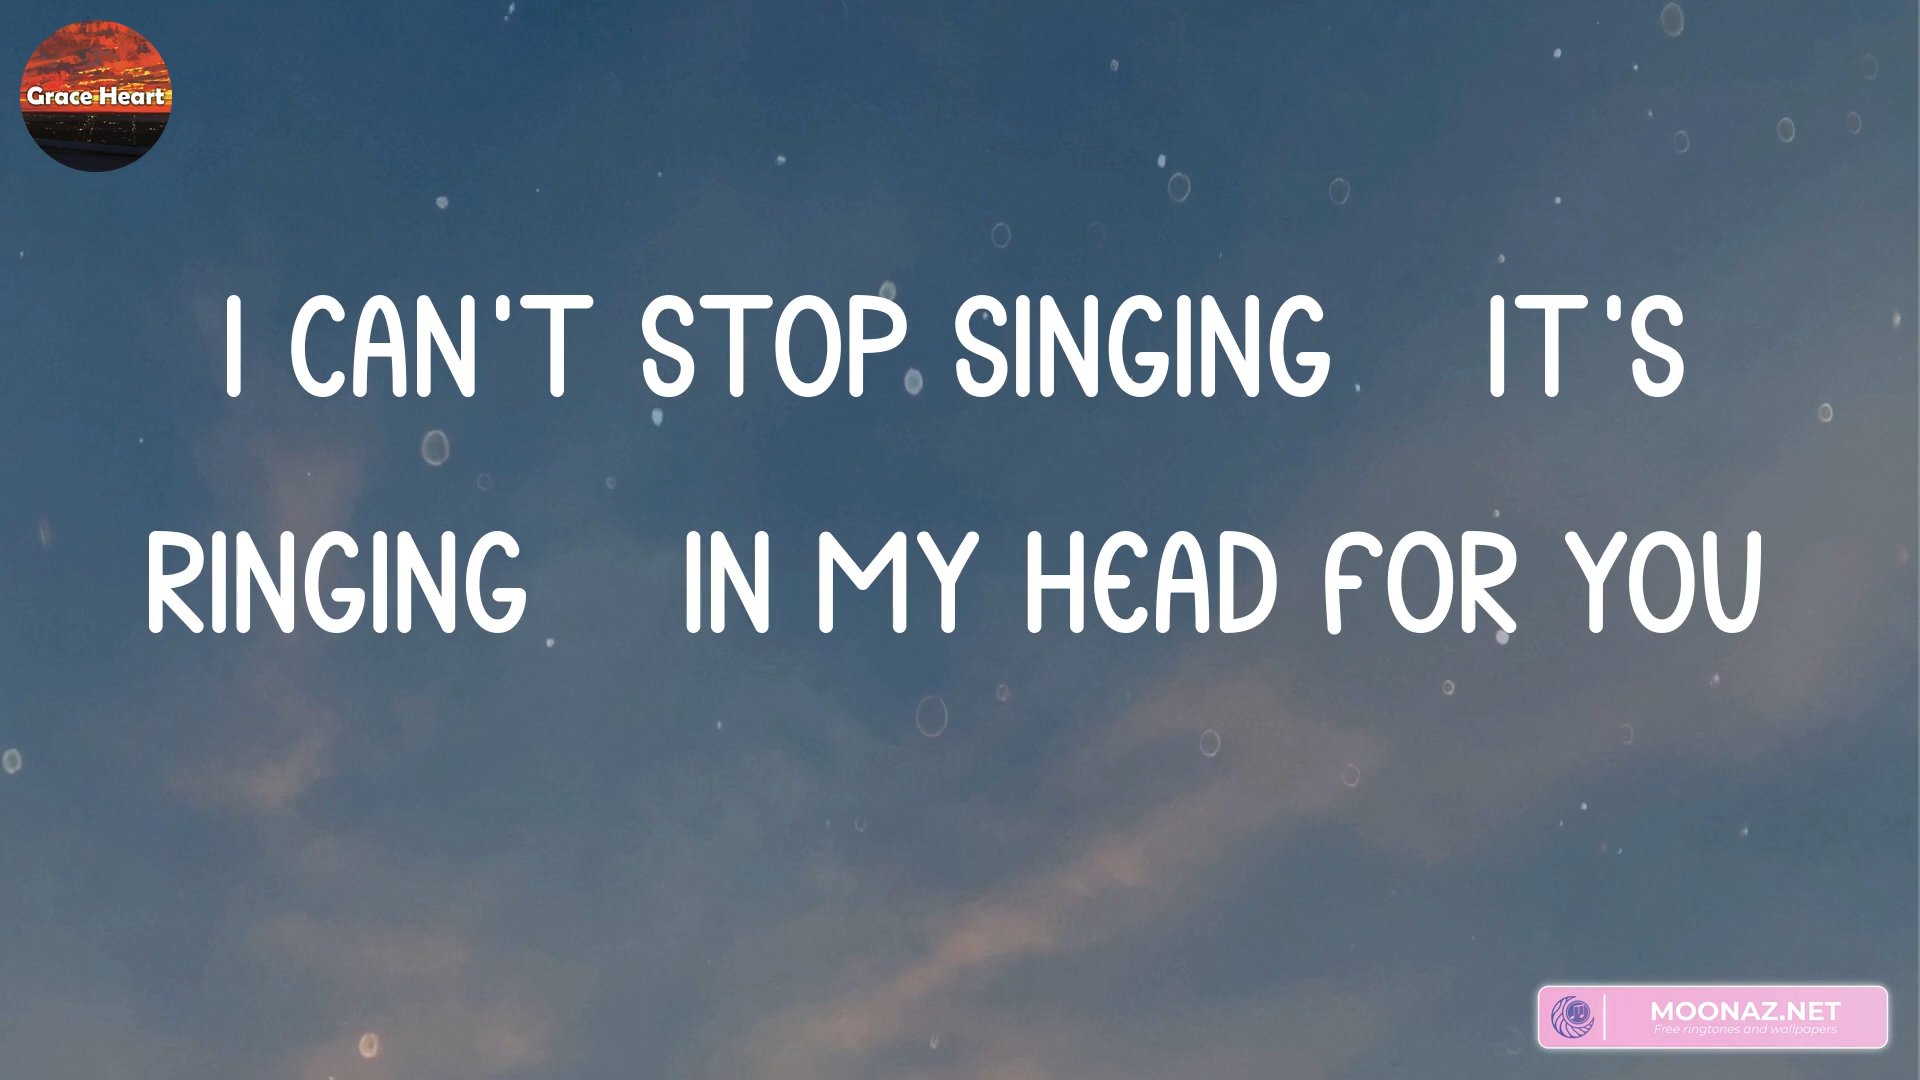 Grace Heart
I CAN'T STOP SINGING IT'S
RINGING IN MY HEAD FOR YOU
MOONAZ.NET
Free ringtones and wallpapers